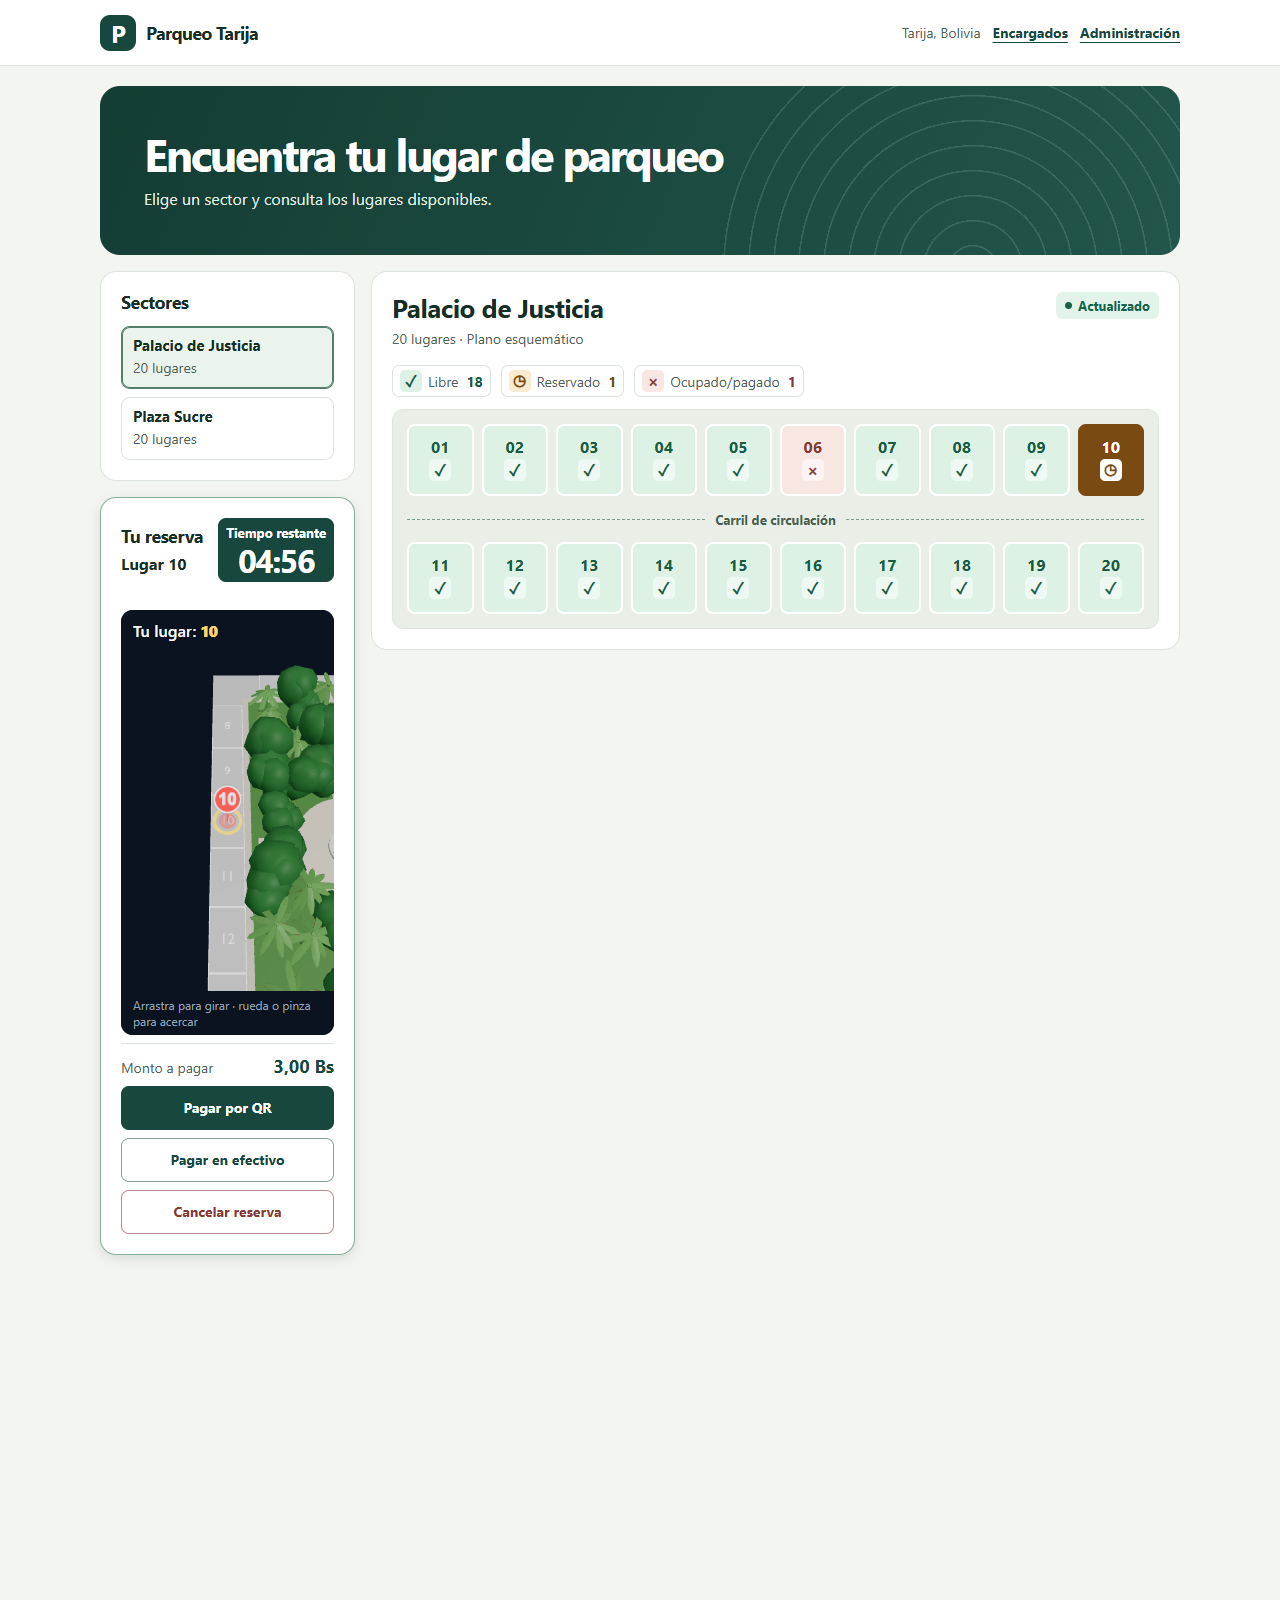 P Parqueo Tarija
Tarija, Bolivia Encargados Administración
Encuentra tu lugar de parqueo
Elige un sector y consulta los lugares disponibles.
Sectores
Palacio de Justicia
20 lugares
Plaza Sucre
20 lugares
Tu reserva
Lugar 10
Tiempo restante
04:56
Tu lugar: 10
8
9
10
10
11
12
Arrastra para girar · rueda o pinza
para acercar
Monto a pagar 3,00 Bs
Pagar por QR
Pagar en efectivo
Cancelar reserva
Palacio de Justicia
Actualizado
20 lugares · Plano esquemático
Libre 18 Reservado 1 Ocupado/pagado 1
01 02 03 04 05 06 07 08 09 10
Carril de circulación
11 12 13 14 15 16 17 18 19 20